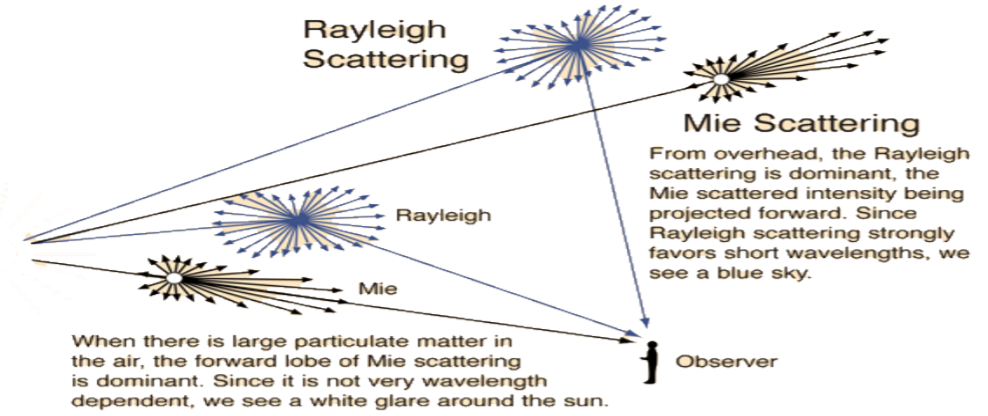 Rayleigh
Scattering
Mie Scattering
From overhead, the Rayleigh
scattering is dominant, the
Mie scattered intensity being
projected forward. Since
Rayleigh scattering strongly
favors short wavelengths, we
see a blue sky.
Rayleigh
Mie
When there is large particulate matter in
the air, the forward lobe of Mie scattering
is dominant. Since it is not very wavelength
dependent, we see a white glare around the sun.
Observer